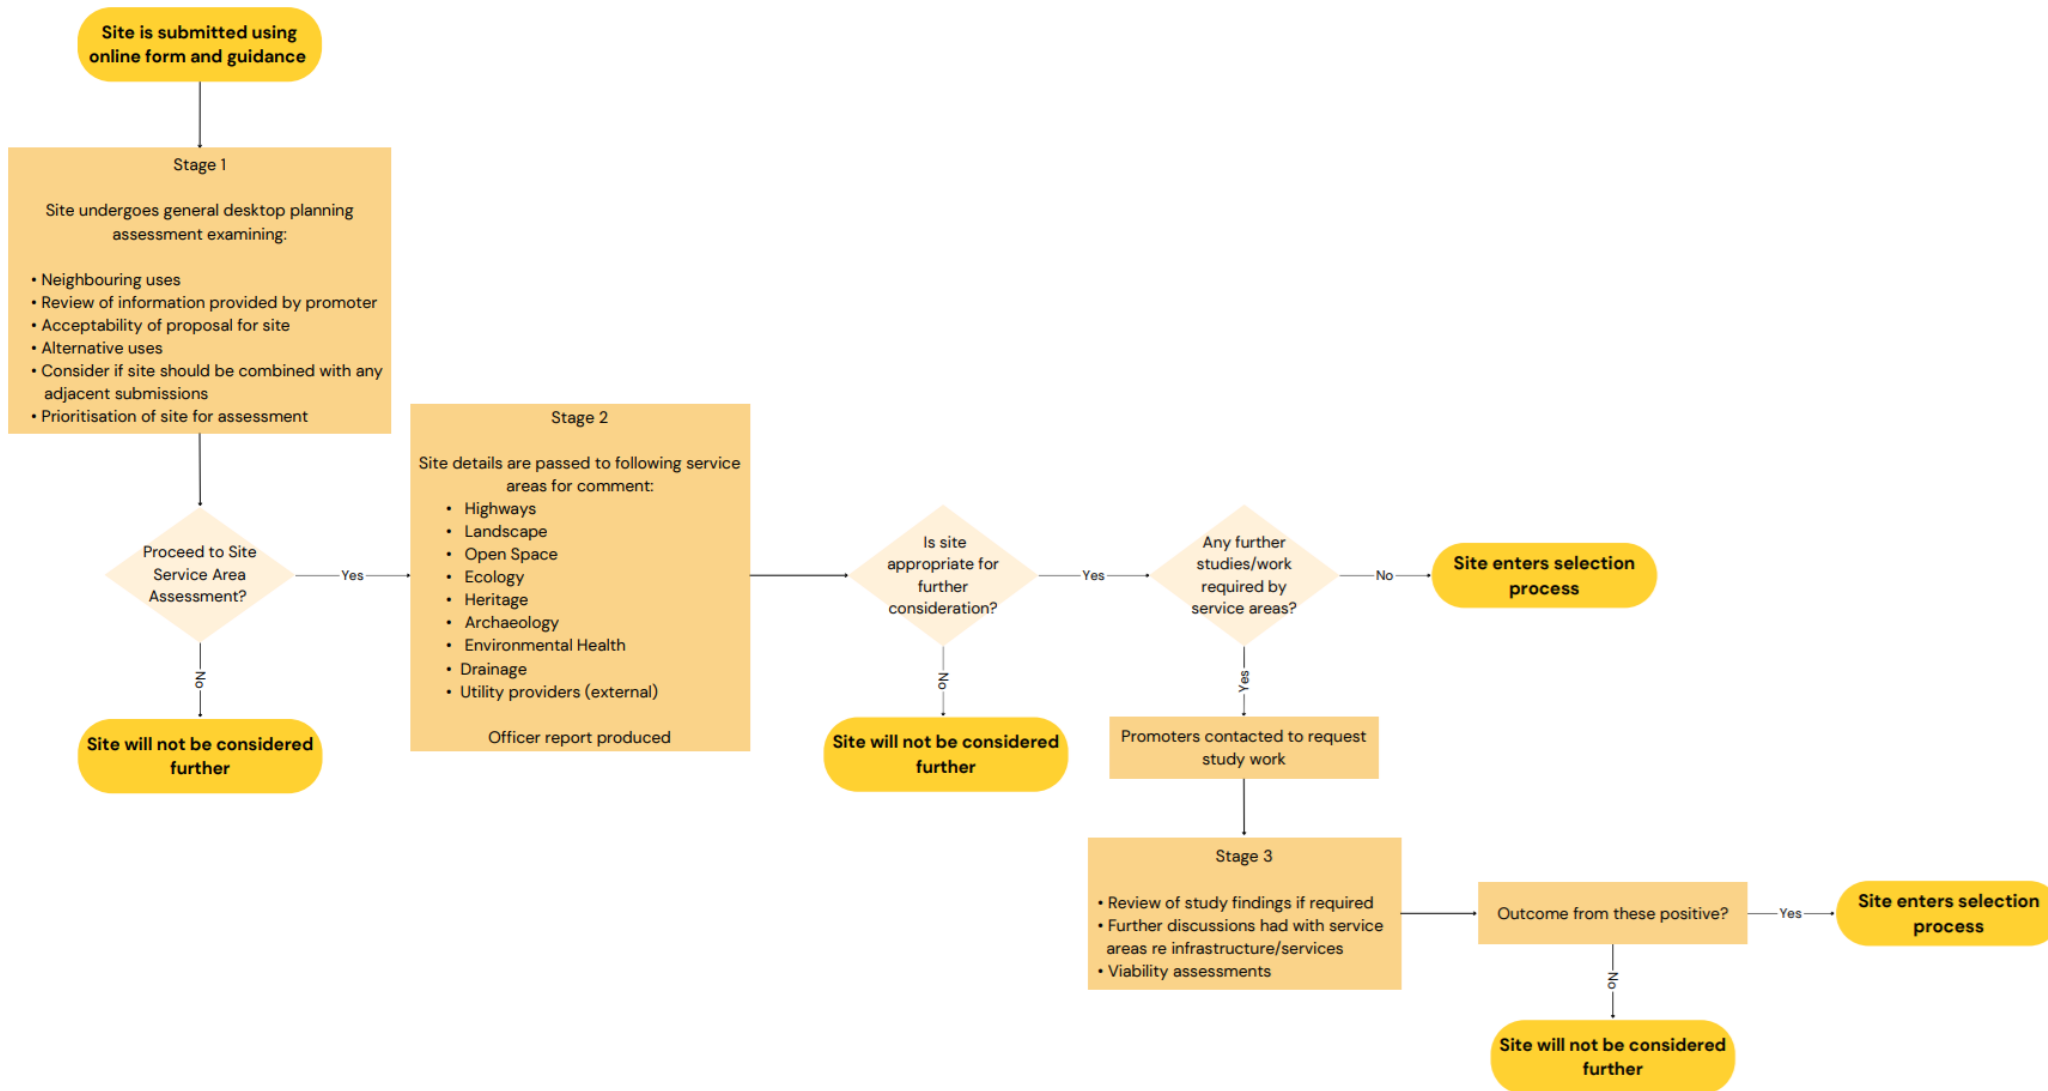 Site is submitted using
online form and guidance
Stage 1
Site undergoes general desktop planning
assessment examining:
• Neighbouring uses
• Review of information provided by promoter
• Acceptability of proposal for site
• Alternative uses
• Consider if site should be combined with any
adjacent submissions
• Prioritisation of site for assessment
Proceed to Site
Service Area
Assessment?
Yes
No
Site will not be considered
further
Stage 2
Site details are passed to following service
areas for comment:
• Highways
• Landscape
• Open Space
• Ecology
• Heritage
• Archaeology
• Environmental Health
• Drainage
• Utility providers (external)
Officer report produced
Is site
appropriate for
further
consideration?
Yes
No
Site will not be considered
further
Any further
studies/work
required by
service areas?
No
Site enters selection
process
Yes
Promoters contacted to request
study work
Stage 3
• Review of study findings if required
• Further discussions had with service
areas re infrastructure/services
• Viability assessments
Outcome from these positive?
Yes
Site enters selection
process
No
Site will not be considered
further